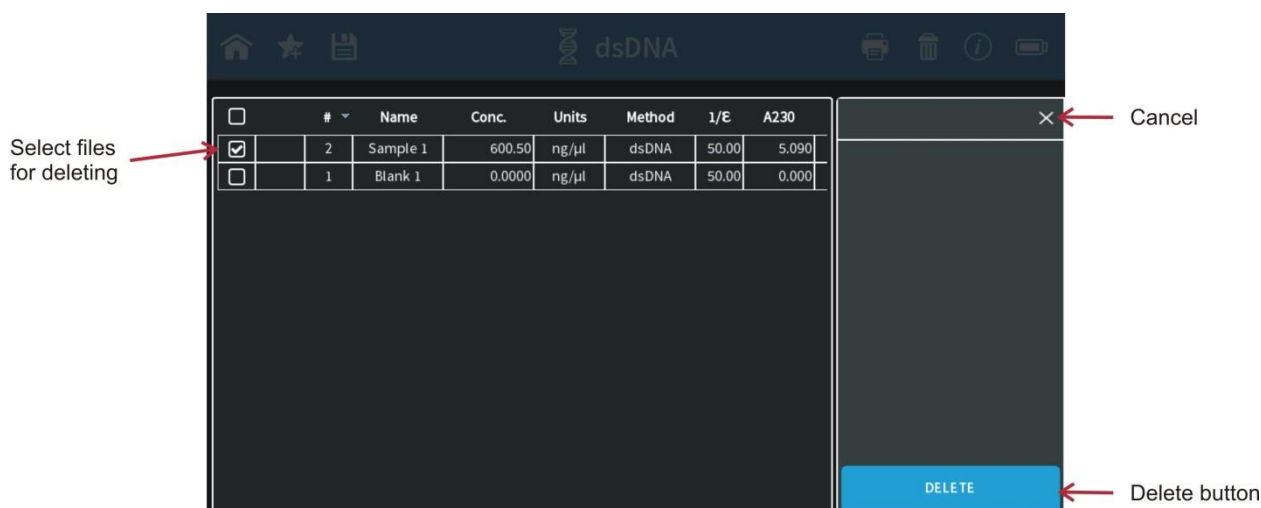 dsDNA
# Name Conc. Units Method 1/ε A230
2 Sample 1 600.50 ng/µl dsDNA 50.00 5.090
1 Blank 1 0.0000 ng/µl dsDNA 50.00 0.000
Select files
for deleting
Cancel
DELETE
Delete button